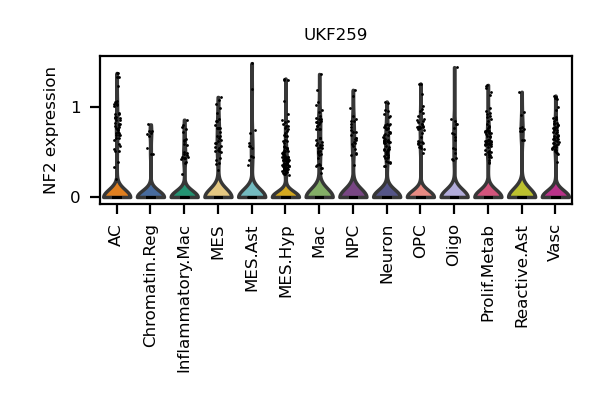 UKF259
NF2 expression
1
0
AC
Chromatin.Reg
Inflammatory.Mac
MES
MES.Ast
MES.Hyp
Mac
NPC
Neuron
OPC
Oligo
Prolif.Metab
Reactive.Ast
Vasc